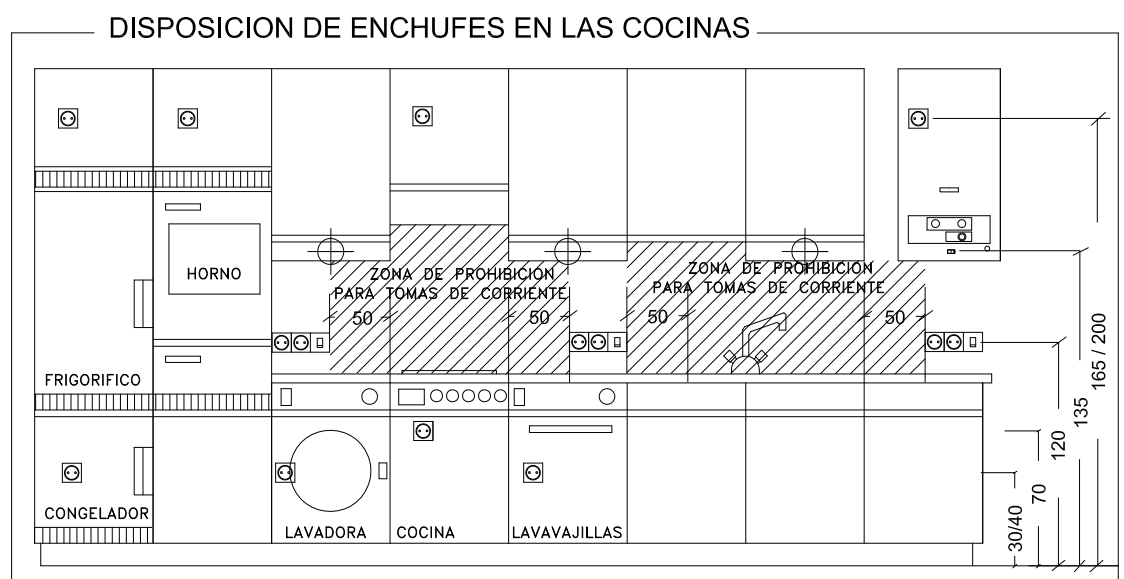 DISPOSICION DE ENCHUFES EN LAS COCINAS
HORNO
ZONA DE PROHIBICION
PARA TOMAS DE CORRIENTE
ZONA DE PROHIBICION
PARA TOMAS DE CORRIENTE
50
50
50
50
FRIGORIFICO
CONGELADOR
LAVADORA
COCINA
LAVAVAJILLAS
30/40
70
120
135
165 / 200